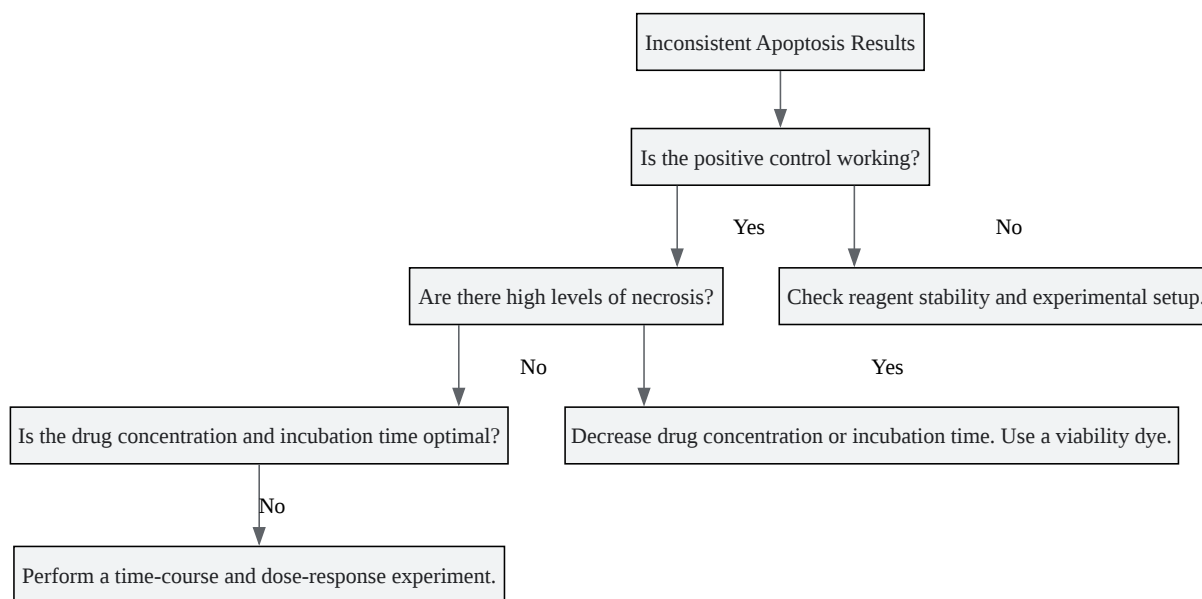 Inconsistent Apoptosis Results
Is the positive control working?
Yes
No
Are there high levels of necrosis?
Check reagent stability and experimental setup.
No
Yes
Is the drug concentration and incubation time optimal?
Decrease drug concentration or incubation time. Use a viability dye.
No
Perform a time-course and dose-response experiment.